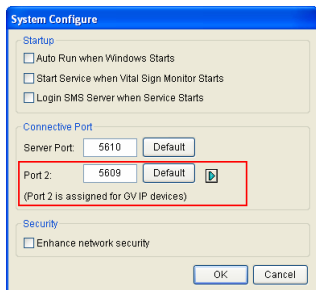 System Configure
Startup
Auto Run when Windows Starts
Start Service when Vital Sign Monitor Starts
Login SMS Server when Service Starts
Connective Port
Server Port: 5610 Default
Port 2: 5609 Default
(Port 2 is assigned for GV IP devices)
Security
Enhance network security
OK Cancel